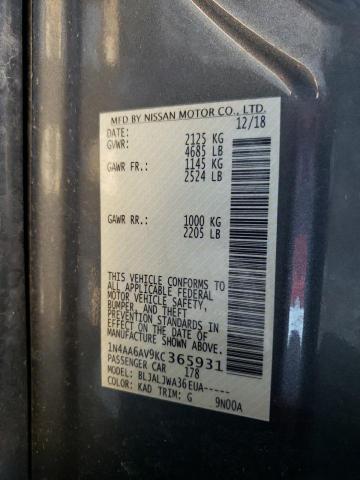 MFD BY NISSAN MOTOR CO., LTD.
DATE: 12/18
GVWR: 2125 KG
4685 LB
GAWR FR.: 1145 KG
2524 LB
GAWR RR.: 1000 KG
2205 LB
THIS VEHICLE CONFORMS TO
ALL APPLICABLE FEDERAL
MOTOR VEHICLE SAFETY,
BUMPER, AND THEFT
PREVENTION STANDARDS IN
EFFECT ON THE DATE OF
MANUFACTURE SHOWN ABOVE.
1N4AA6AV9KC365931
PASSENGER CAR 178
MODEL: BLJALJWA36EUA-----
COLOR: KAD TRIM: G 9N00A